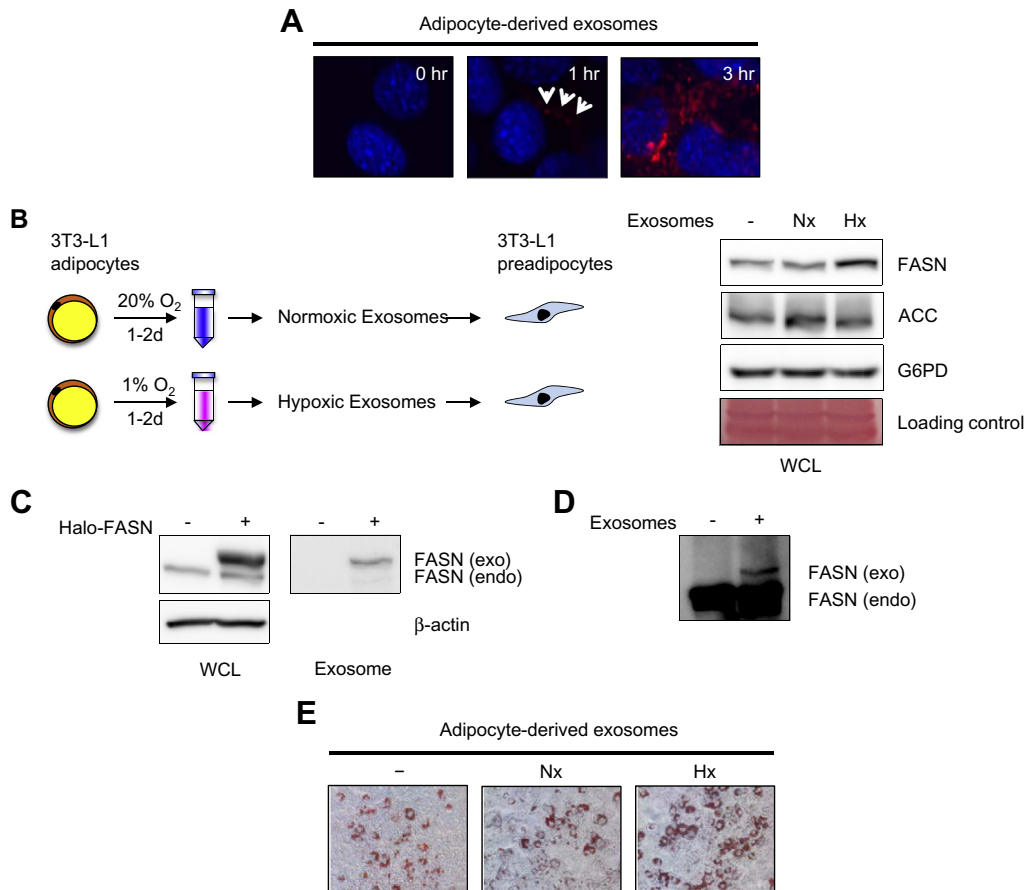 A
Adipocyte-derived exosomes
0 hr
1 hr
3 hr
B
3T3-L1
adipocytes
20% O2
1-2d
Normoxic Exosomes
3T3-L1
preadipocytes
1% O2
1-2d
Hypoxic Exosomes
Exosomes - Nx Hx
FASN
ACC
G6PD
Loading control
WCL
C
Halo-FASN - + - +
FASN (exo)
FASN (endo)
β-actin
WCL Exosome
D
Exosomes - +
FASN (exo)
FASN (endo)
E
Adipocyte-derived exosomes
– Nx Hx